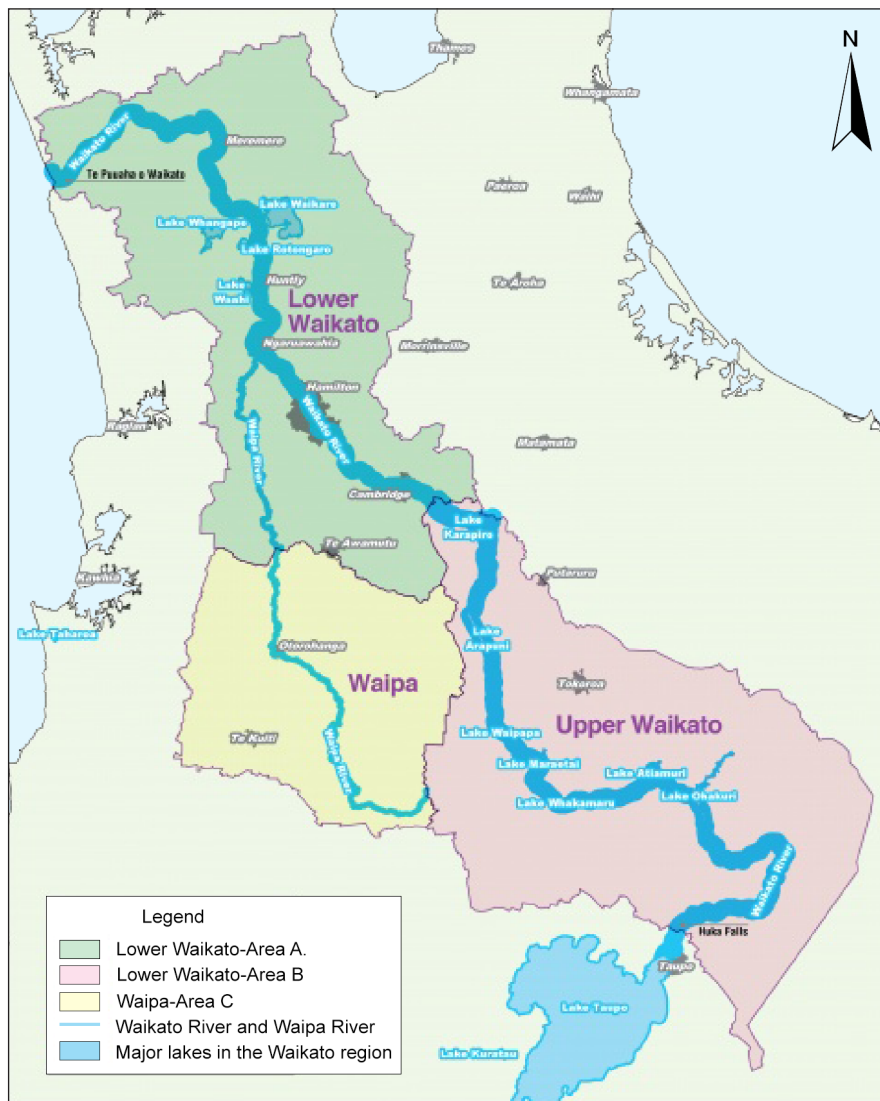 N
Thames
Whangamata
Waikato River
Meremere
Te Puuaha o Waikato
Paeroa
Waihi
Lake Waikare
Lake Whangape
Lake Rotongaro
Huntly
Lake
Waahi
Te Aroha
Lower
Waikato
Ngaruawahia
Morrinsville
Hamilton
Waikato River
Raglan
Waipa River
Matamata
Cambridge
Lake
Karapiro
Te Awamutu
Putaruru
Kawhia
Lake Taharoa
Otorohanga
Lake
Arapuni
Waipa
Tokoroa
Upper Waikato
Te Kuiti
Lake Waipapa
Waipa River
Lake Maraetai
Lake Atiamuri
Lake Whakamaru
Lake Ohakuri
Waikato River
Huka Falls
Taupo
Lake Taupo
Lake Kuratau
Legend
Lower Waikato-Area A.
Lower Waikato-Area B
Waipa-Area C
Waikato River and Waipa River
Major lakes in the Waikato region